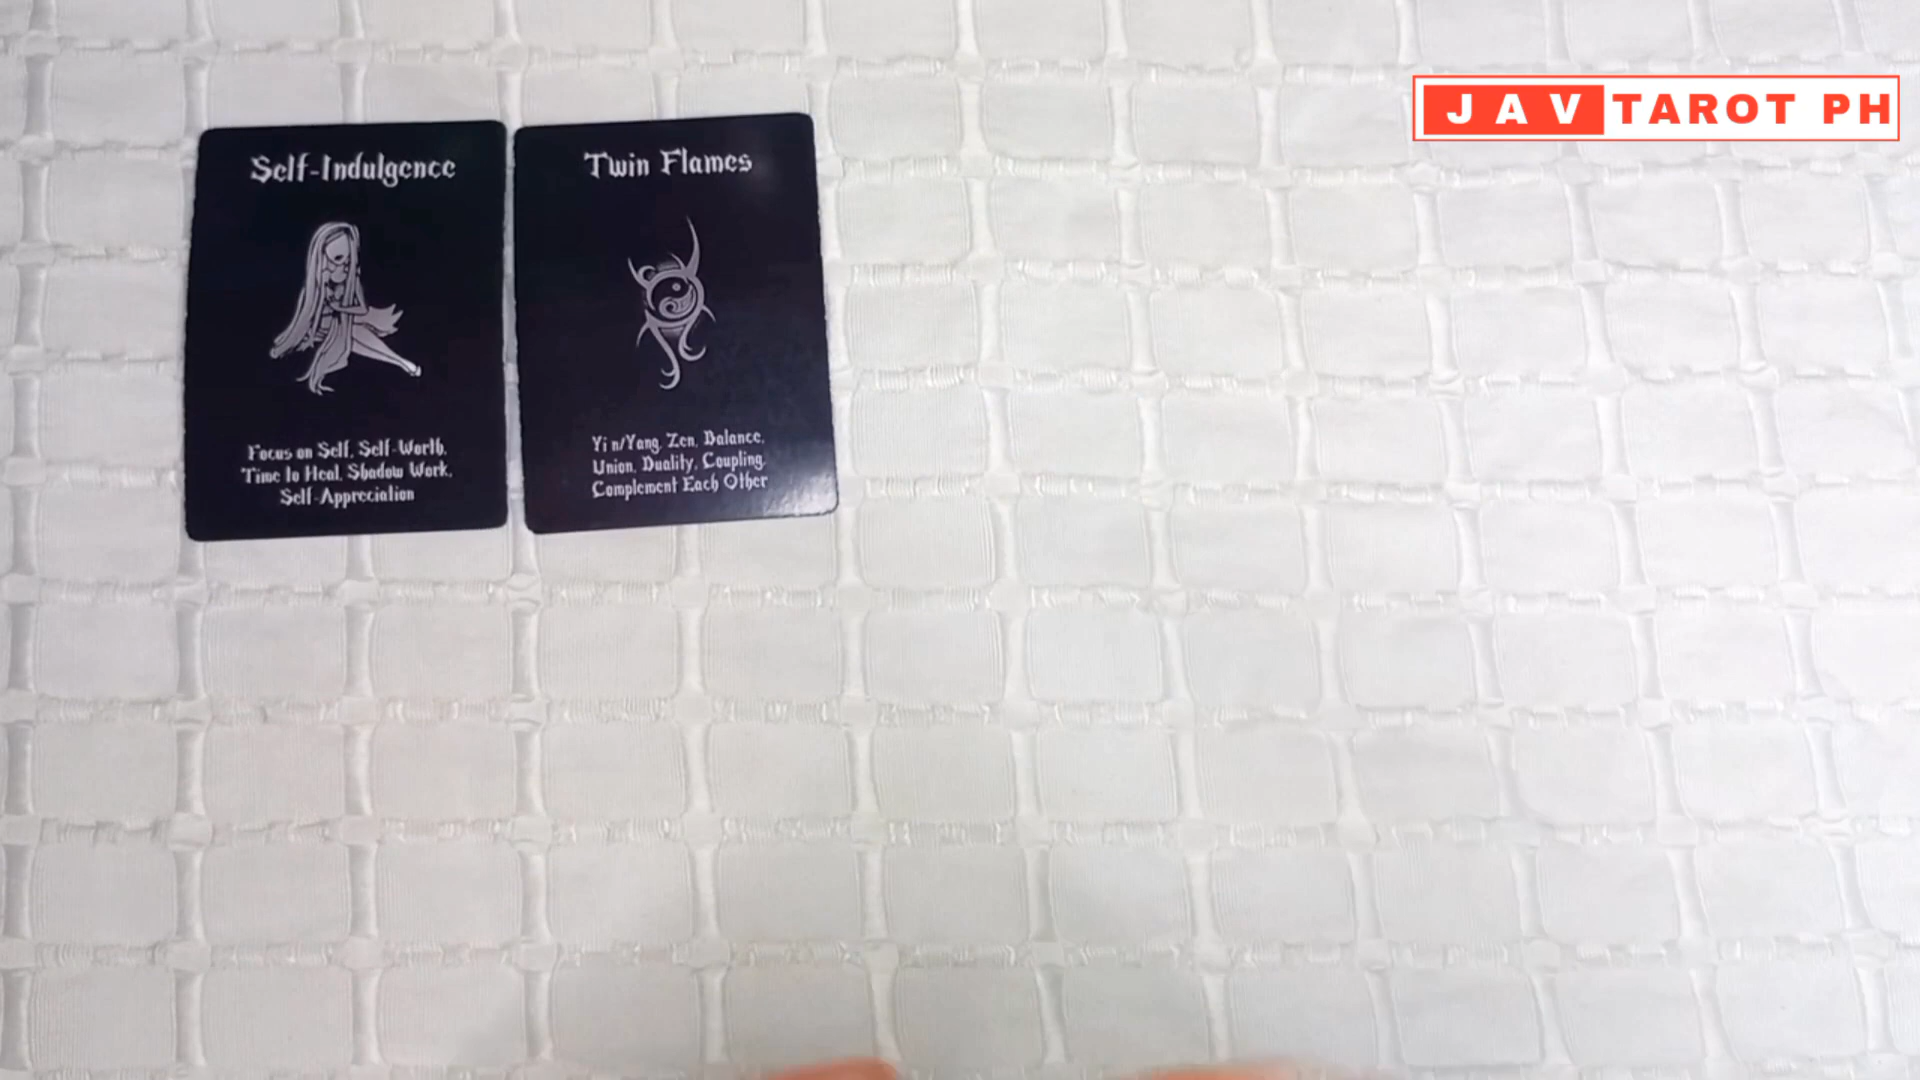 Self-Indulgence
Focus on Self, Self-Worth,
Time to Heal, Shadow Work,
Self-Appreciation
Twin Flames
Yin/Yang, Zen, Balance,
Union, Duality, Coupling,
Complement Each Other
JAV TAROT PH